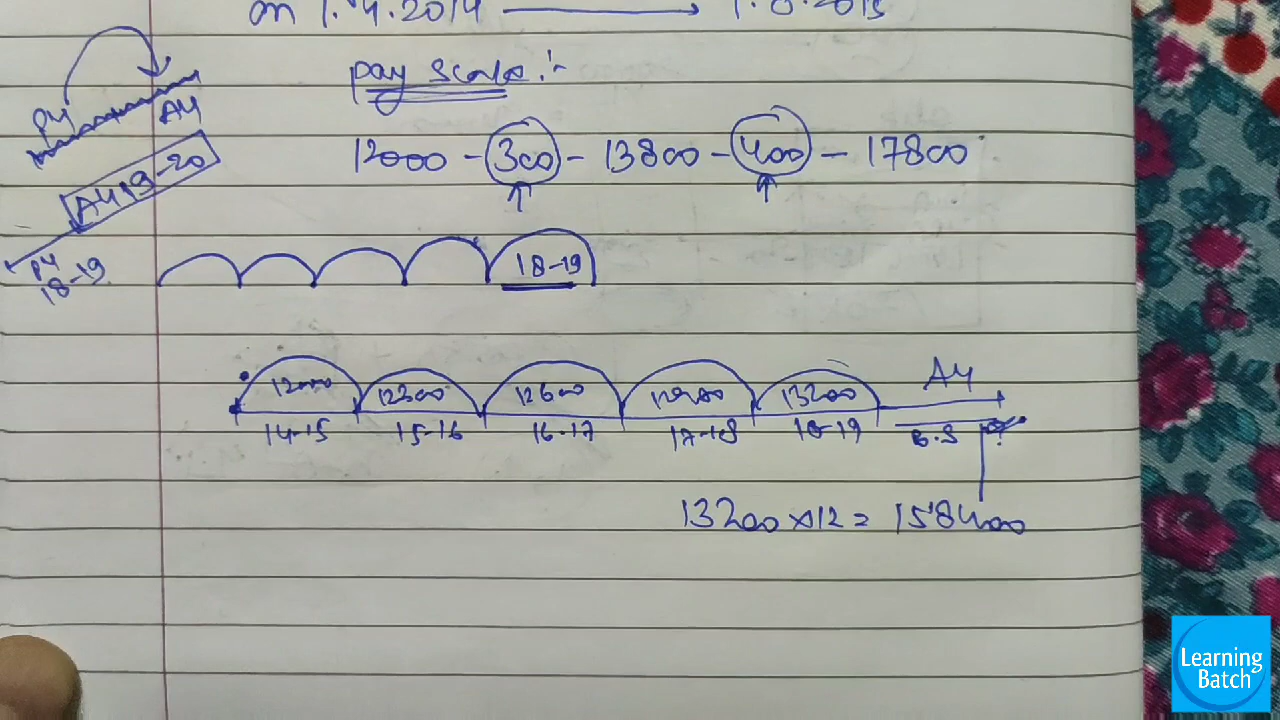 on 1.4.2014 → 1.
pay scale :-
PY
AY
12000 - 300 - 13800 - 400 - 17800
AY 19-20
PY
18-19
18-19
12000 12300 12600 12900 13200 AY
14-15 15-16 16-17 17-18 18-19
13200 × 12 = 158400
Learning
Batch